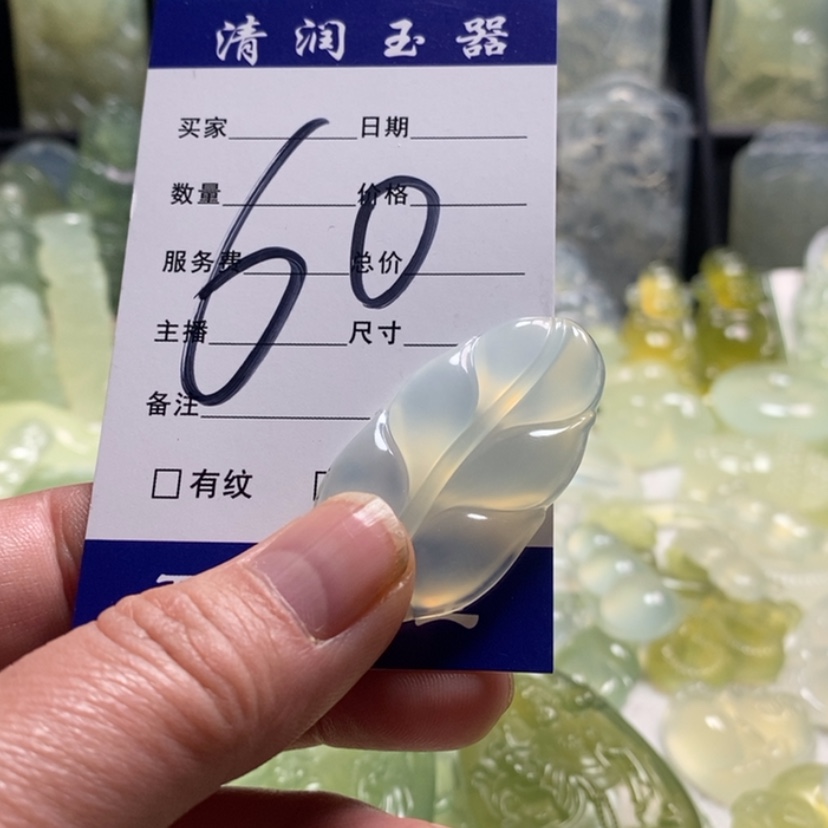 清润玉器
买家 日期
数量 价格
60
服务费 总价
主播 尺寸
备注
□有纹